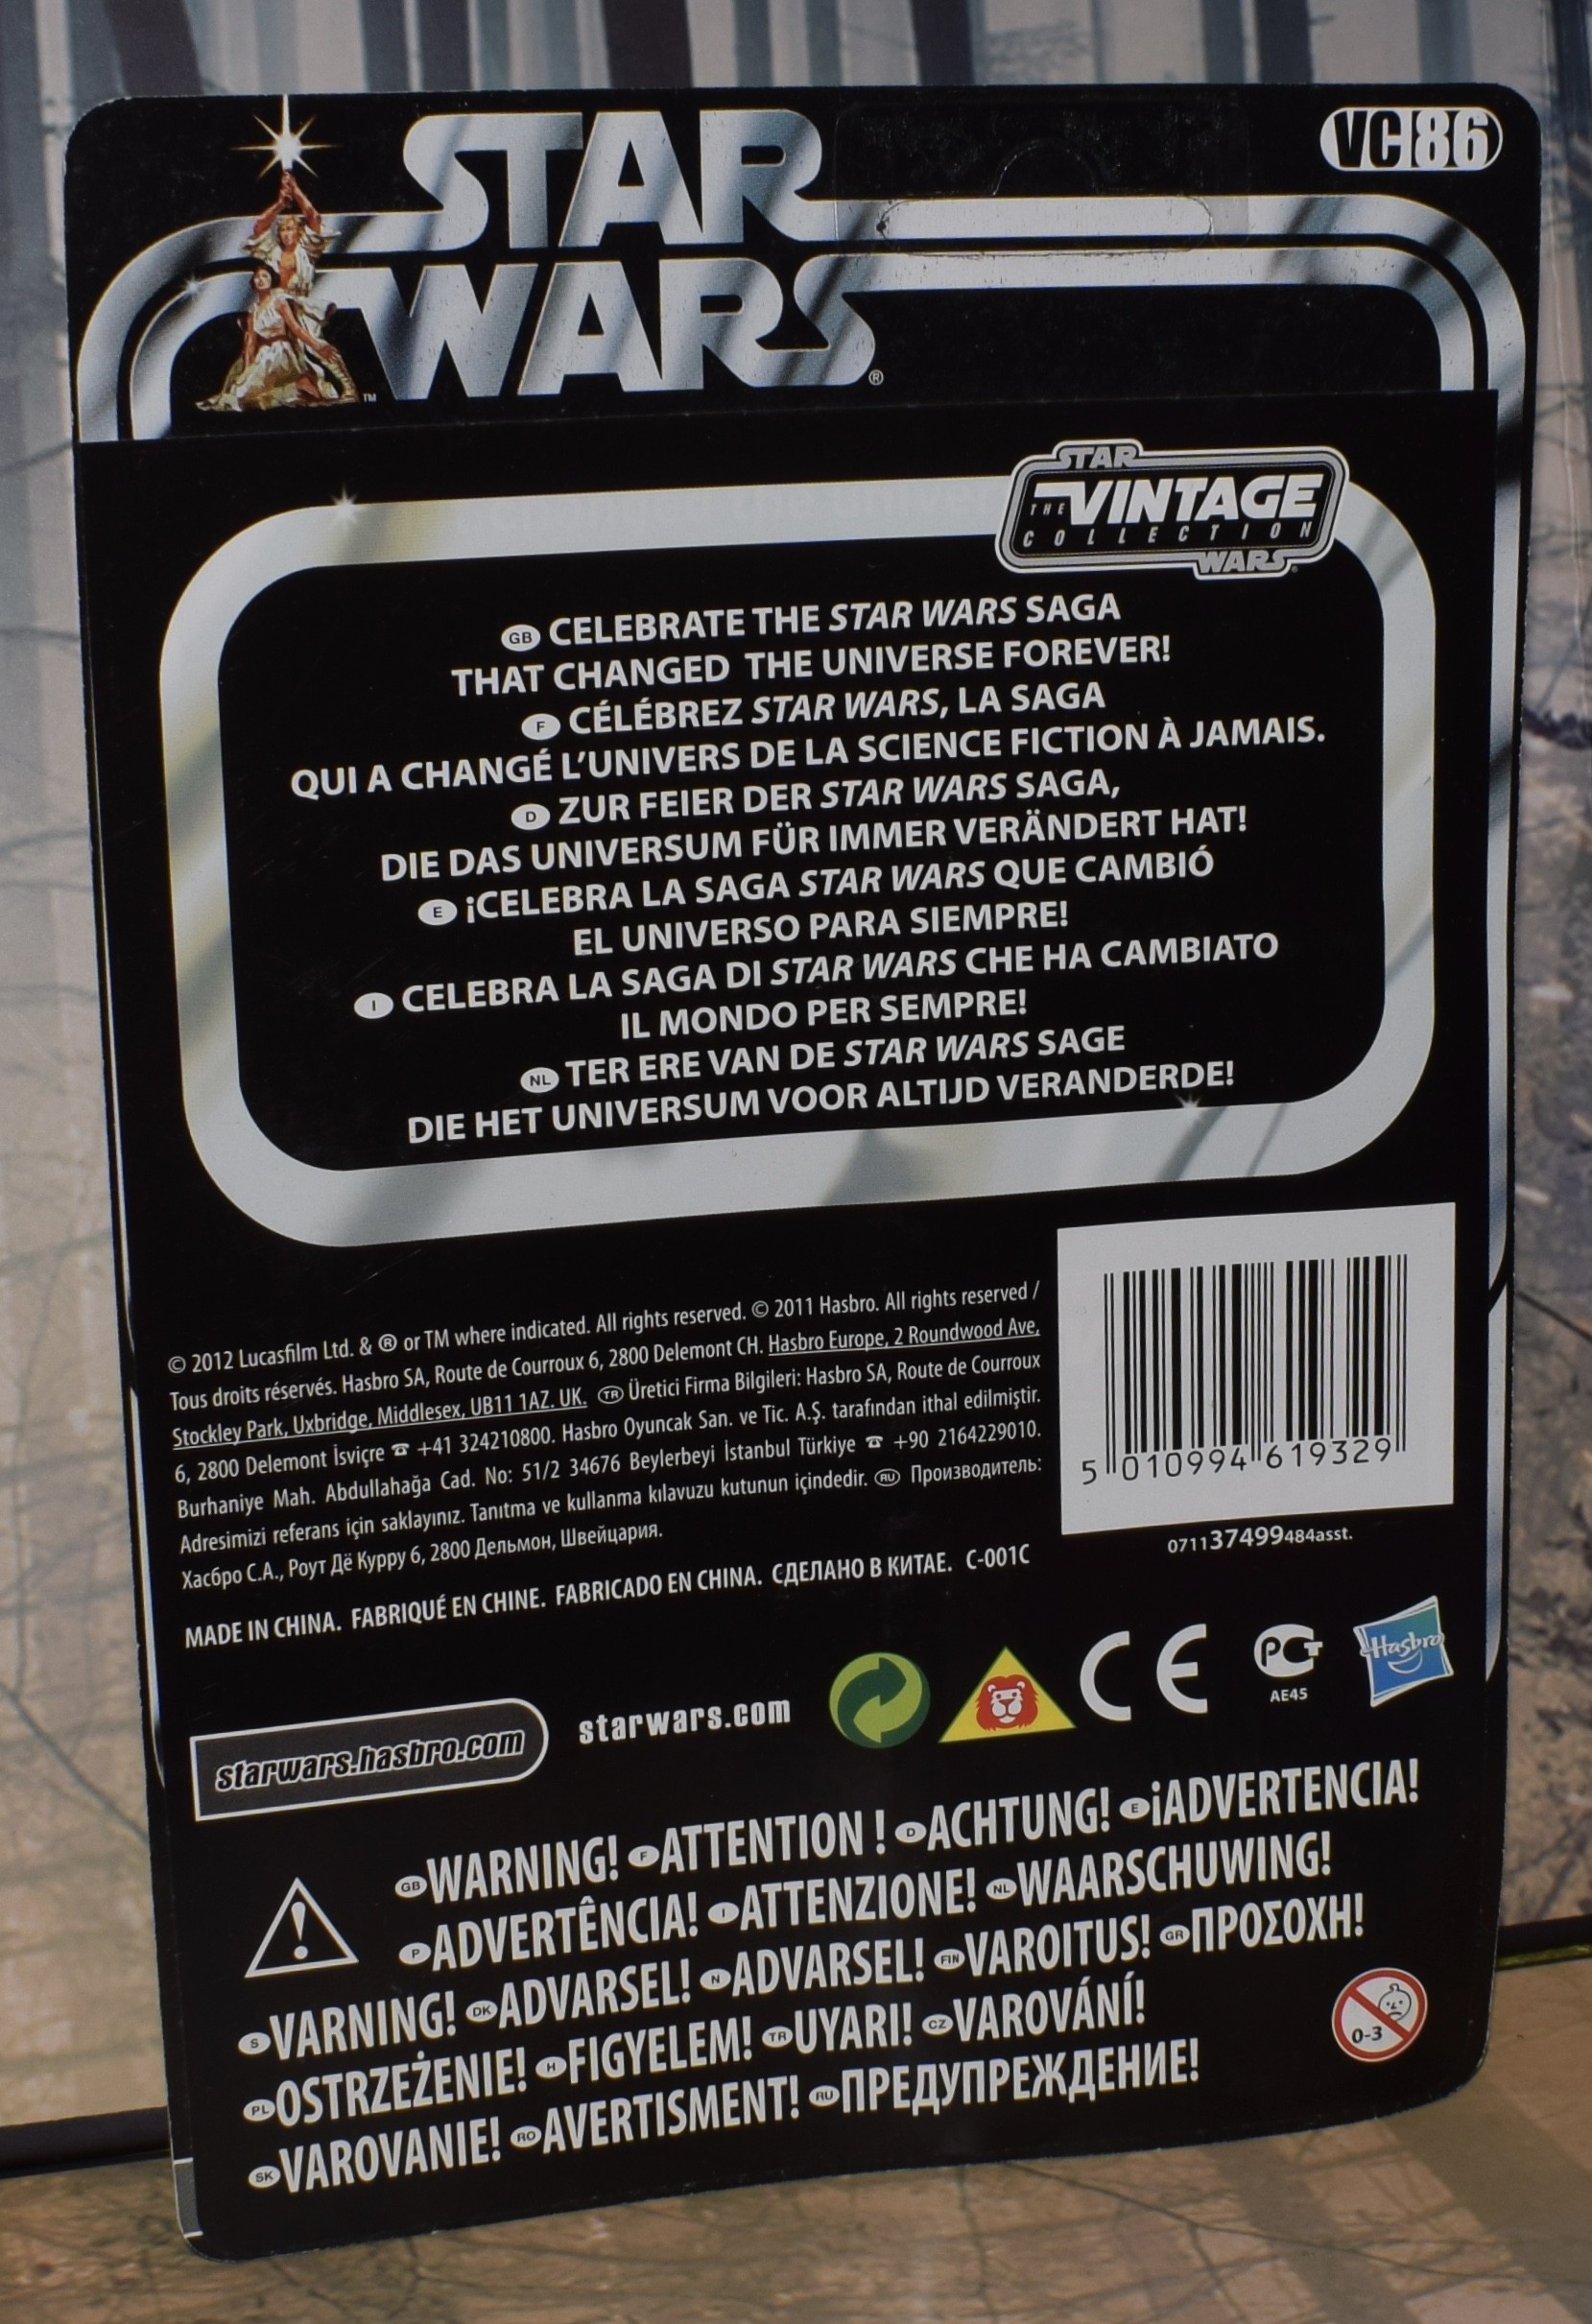 STAR
WARS®
™
VC86
STAR
THE VINTAGE
COLLECTION
WARS®
GB CELEBRATE THE STAR WARS SAGA
THAT CHANGED THE UNIVERSE FOREVER!
F CÉLÉBREZ STAR WARS, LA SAGA
QUI A CHANGÉ L'UNIVERS DE LA SCIENCE FICTION À JAMAIS.
D ZUR FEIER DER STAR WARS SAGA,
DIE DAS UNIVERSUM FÜR IMMER VERÄNDERT HAT!
E ¡CELEBRA LA SAGA STAR WARS QUE CAMBIÓ
EL UNIVERSO PARA SIEMPRE!
I CELEBRA LA SAGA DI STAR WARS CHE HA CAMBIATO
IL MONDO PER SEMPRE!
NL TER ERE VAN DE STAR WARS SAGE
DIE HET UNIVERSUM VOOR ALTIJD VERANDERDE!
© 2012 Lucasfilm Ltd. & ® or TM where indicated. All rights reserved. © 2011 Hasbro. All rights reserved /
Tous droits réservés. Hasbro SA, Route de Courroux 6, 2800 Delemont CH. Hasbro Europe, 2 Roundwood Ave,
Stockley Park, Uxbridge, Middlesex, UB11 1AZ. UK. TR Üretici Firma Bilgileri: Hasbro SA, Route de Courroux
6, 2800 Delemont İsviçre ☎ +41 324210800. Hasbro Oyuncak San. ve Tic. A.Ş. tarafından ithal edilmiştir.
Burhaniye Mah. Abdullahağa Cad. No: 51/2 34676 Beylerbeyi İstanbul Türkiye ☎ +90 2164229010.
Adresimizi referans için saklayınız. Tanıtma ve kullanma kılavuzu kutunun içindedir. RU Производитель:
Хасбро С.А., Роут Дё Курру 6, 2800 Дельмон, Швейцария.
MADE IN CHINA. FABRIQUÉ EN CHINE. FABRICADO EN CHINA. СДЕЛАНО В КИТАЕ. C-001C
5 010994 619329
071137499484asst.
starwars.hasbro.com
starwars.com
CE
РСТ
AE45
Hasbro
GB WARNING! F ATTENTION ! D ACHTUNG! E ¡ADVERTENCIA!
P ADVERTÊNCIA! I ATTENZIONE! NL WAARSCHUWING!
S VARNING! DK ADVARSEL! N ADVARSEL! FIN VAROITUS! GR ΠΡΟΣΟΧΗ!
PL OSTRZEŻENIE! H FIGYELEM! TR UYARI! CZ VAROVÁNÍ!
SK VAROVANIE! RO AVERTISMENT! RU ПРЕДУПРЕЖДЕНИЕ!
0-3